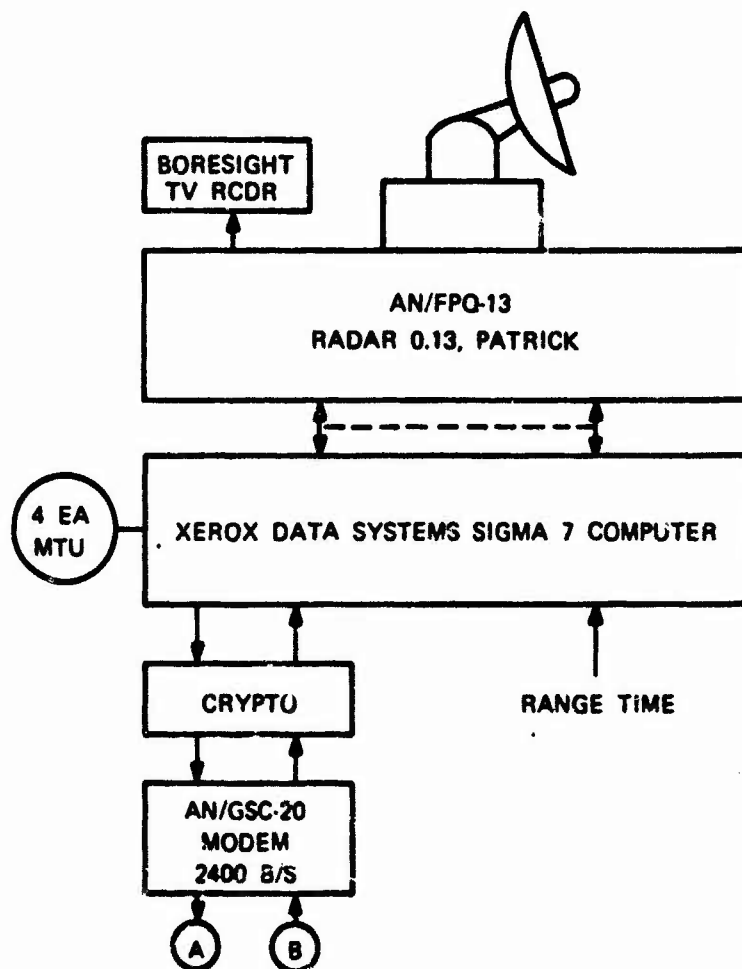 BORESIGHT
TV RCDR
AN/FPQ-13
RADAR 0.13, PATRICK
4 EA
MTU
XEROX DATA SYSTEMS SIGMA 7 COMPUTER
CRYPTO
RANGE TIME
AN/GSC-20
MODEM
2400 B/S
A
B